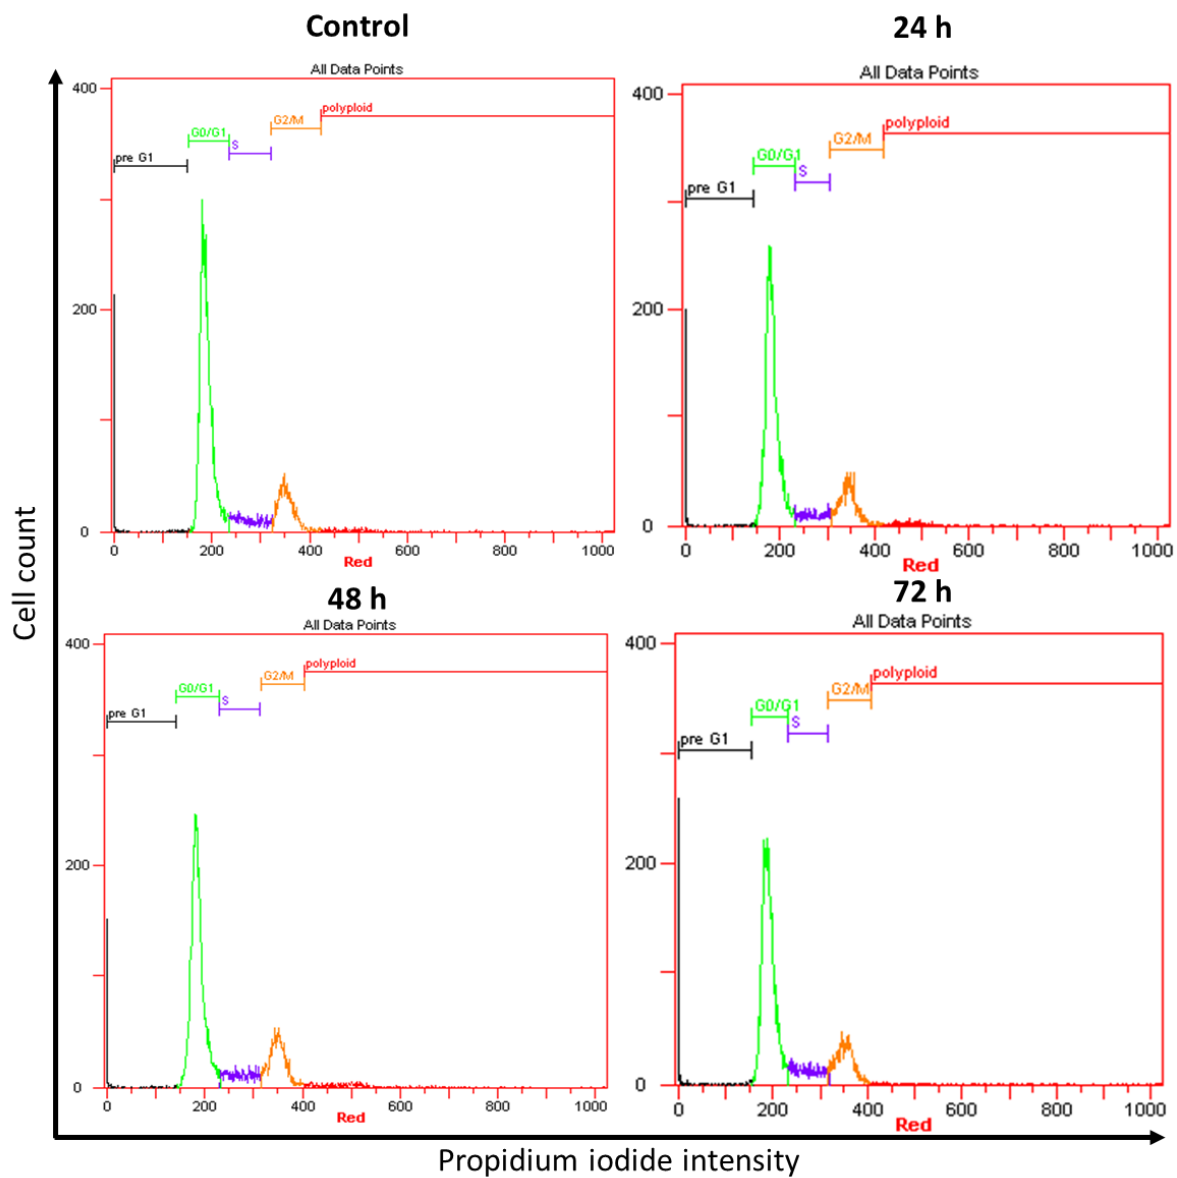 Control
24 h
All Data Points
400
polyploid
G2/M
G0/G1
S
pre G1
200
0
0 200 400 600 800 1000
Red
All Data Points
400
polyploid
G2/M
G0/G1
S
pre G1
200
0
0 200 400 600 800 1000
Red
48 h
72 h
All Data Points
400
polyploid
G2/M
G0/G1
S
pre G1
200
0
0 200 400 600 800 1000
Red
All Data Points
400
polyploid
G2/M
G0/G1
S
pre G1
200
0
0 200 400 600 800 1000
Red
Cell count
Propidium iodide intensity